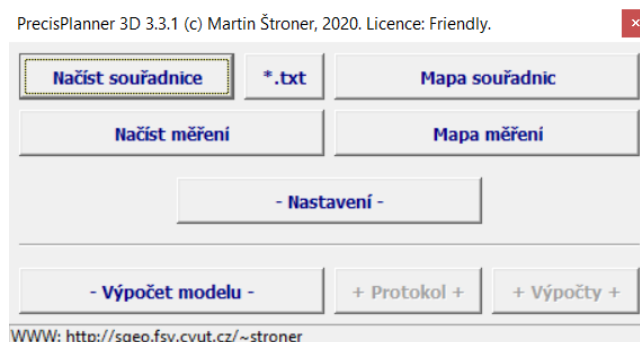 PrecisPlanner 3D 3.3.1 (c) Martin Štroner, 2020. Licence: Friendly.
Načíst souřadnice *.txt Mapa souřadnic
Načíst měření Mapa měření
- Nastavení -
- Výpočet modelu - + Protokol + + Výpočty +
WWW: http://sgeo.fsv.cvut.cz/~stroner